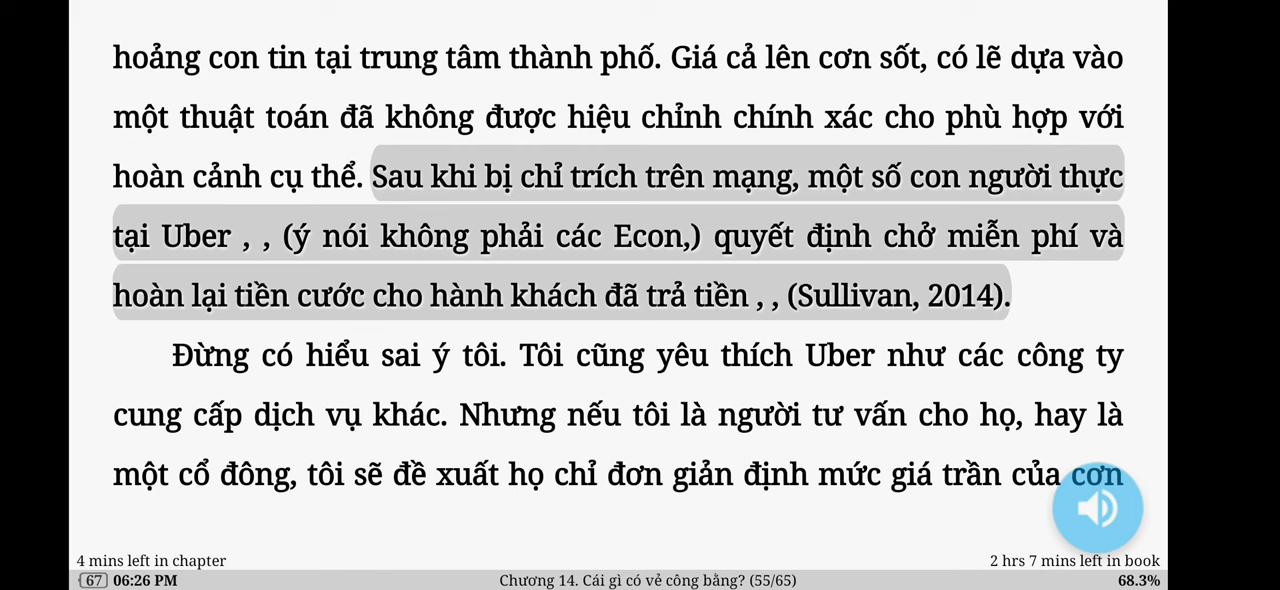 hoảng con tin tại trung tâm thành phố. Giá cả lên cơn sốt, có lẽ dựa vào
một thuật toán đã không được hiệu chỉnh chính xác cho phù hợp với
hoàn cảnh cụ thể. Sau khi bị chỉ trích trên mạng, một số con người thực
tại Uber , , (ý nói không phải các Econ,) quyết định chở miễn phí và
hoàn lại tiền cước cho hành khách đã trả tiền , , (Sullivan, 2014).
Đừng có hiểu sai ý tôi. Tôi cũng yêu thích Uber như các công ty
cung cấp dịch vụ khác. Nhưng nếu tôi là người tư vấn cho họ, hay là
một cổ đông, tôi sẽ đề xuất họ chỉ đơn giản định mức giá trần của cơn
4 mins left in chapter 2 hrs 7 mins left in book
67 06:26 PM Chương 14. Cái gì có vẻ công bằng? (55/65) 68.3%